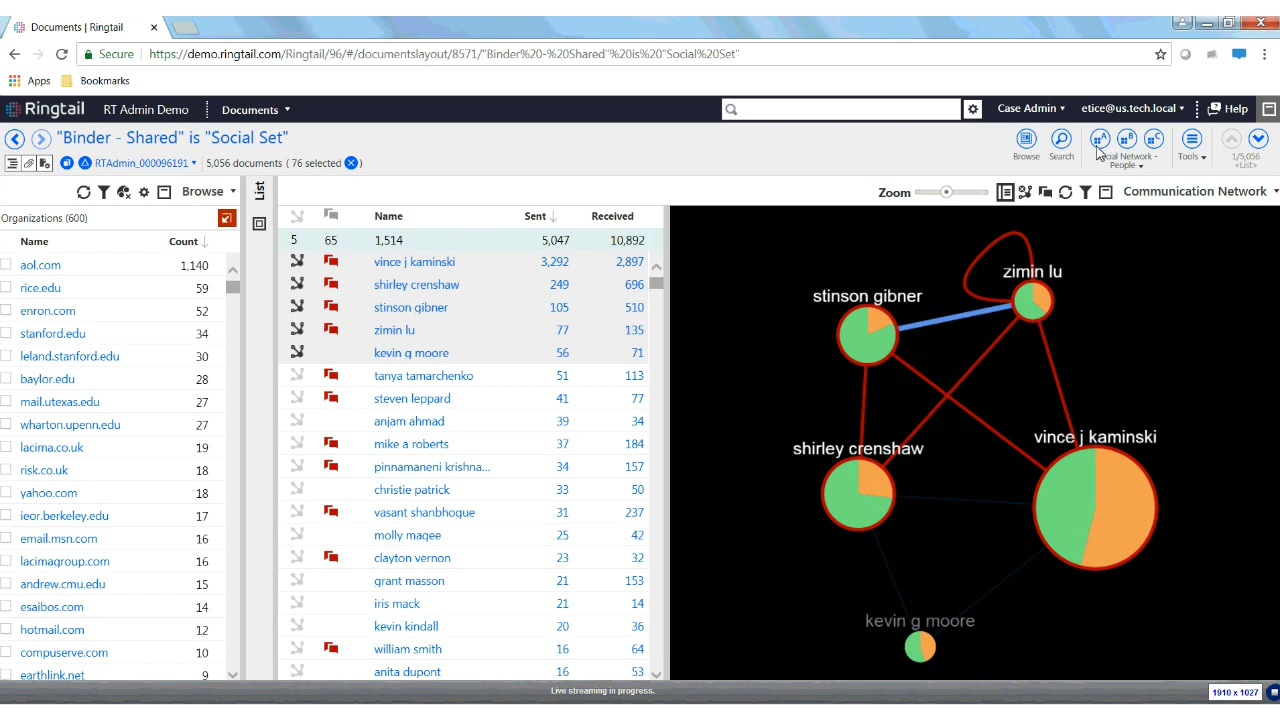 Documents | Ringtail ×
Secure https://demo.ringtail.com/Ringtail/96/#/documentslayout/8571/"Binder%20-%20Shared"%20is%20"Social%20Set"
Apps Bookmarks
Ringtail RT Admin Demo Documents Case Admin etice@us.tech.local Help
"Binder - Shared" is "Social Set"
RTAdmin_000096191 5,056 documents ( 76 selected )
Browse Search A B C cial Network - People Tools 1/5,056 <List>
Browse List Zoom Communication Network
Organizations (600)
Name Count
aol.com 1,140
rice.edu 59
enron.com 52
stanford.edu 34
leland.stanford.edu 30
baylor.edu 28
mail.utexas.edu 27
wharton.upenn.edu 27
lacima.co.uk 19
risk.co.uk 18
yahoo.com 18
ieor.berkeley.edu 17
email.msn.com 16
lacimagroup.com 16
andrew.cmu.edu 15
esaibos.com 14
hotmail.com 12
compuserve.com 10
earthlink.net 9
Name Sent Received
5 65 1,514 5,047 10,892
vince j kaminski 3,292 2,897
shirley crenshaw 249 696
stinson gibner 105 510
zimin lu 77 135
kevin g moore 56 71
tanya tamarchenko 51 113
steven leppard 41 77
anjam ahmad 39 34
mike a roberts 37 184
pinnamaneni krishna... 34 157
christie patrick 33 50
vasant shanbhogue 31 237
molly magee 25 42
clayton vernon 23 32
grant masson 21 153
iris mack 21 14
kevin kindall 20 36
william smith 16 64
anita dupont 16 53
zimin lu
stinson gibner
vince j kaminski
shirley crenshaw
kevin g moore
Live streaming in progress.
1910 x 1027